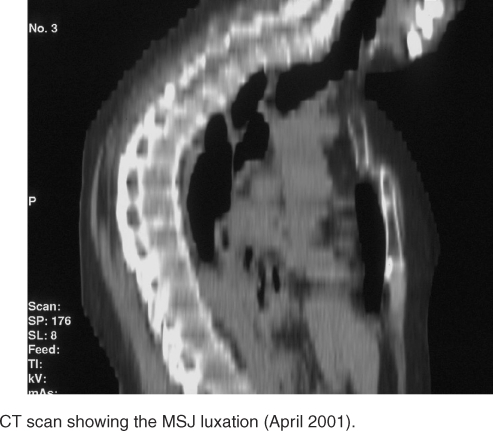 No. 3
P
Scan:
SP: 176
SL: 8
Feed:
TI:
kV:
mAs:
CT scan showing the MSJ luxation (April 2001).